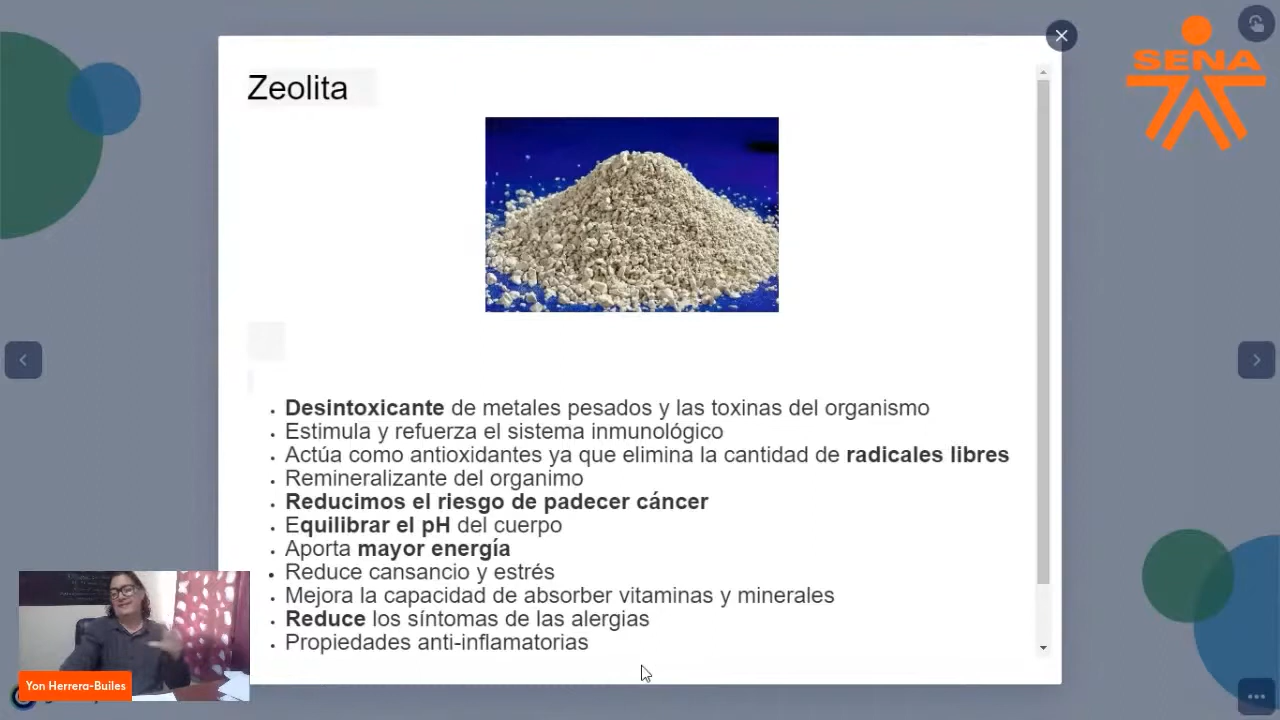 SENA
Zeolita
Desintoxicante de metales pesados y las toxinas del organismo
Estimula y refuerza el sistema inmunológico
Actúa como antioxidantes ya que elimina la cantidad de radicales libres
Remineralizante del organimo
Reducimos el riesgo de padecer cáncer
Equilibrar el pH del cuerpo
Aporta mayor energía
Reduce cansancio y estrés
Mejora la capacidad de absorber vitaminas y minerales
Reduce los síntomas de las alergias
Propiedades anti-inflamatorias
Yon Herrera-Builes